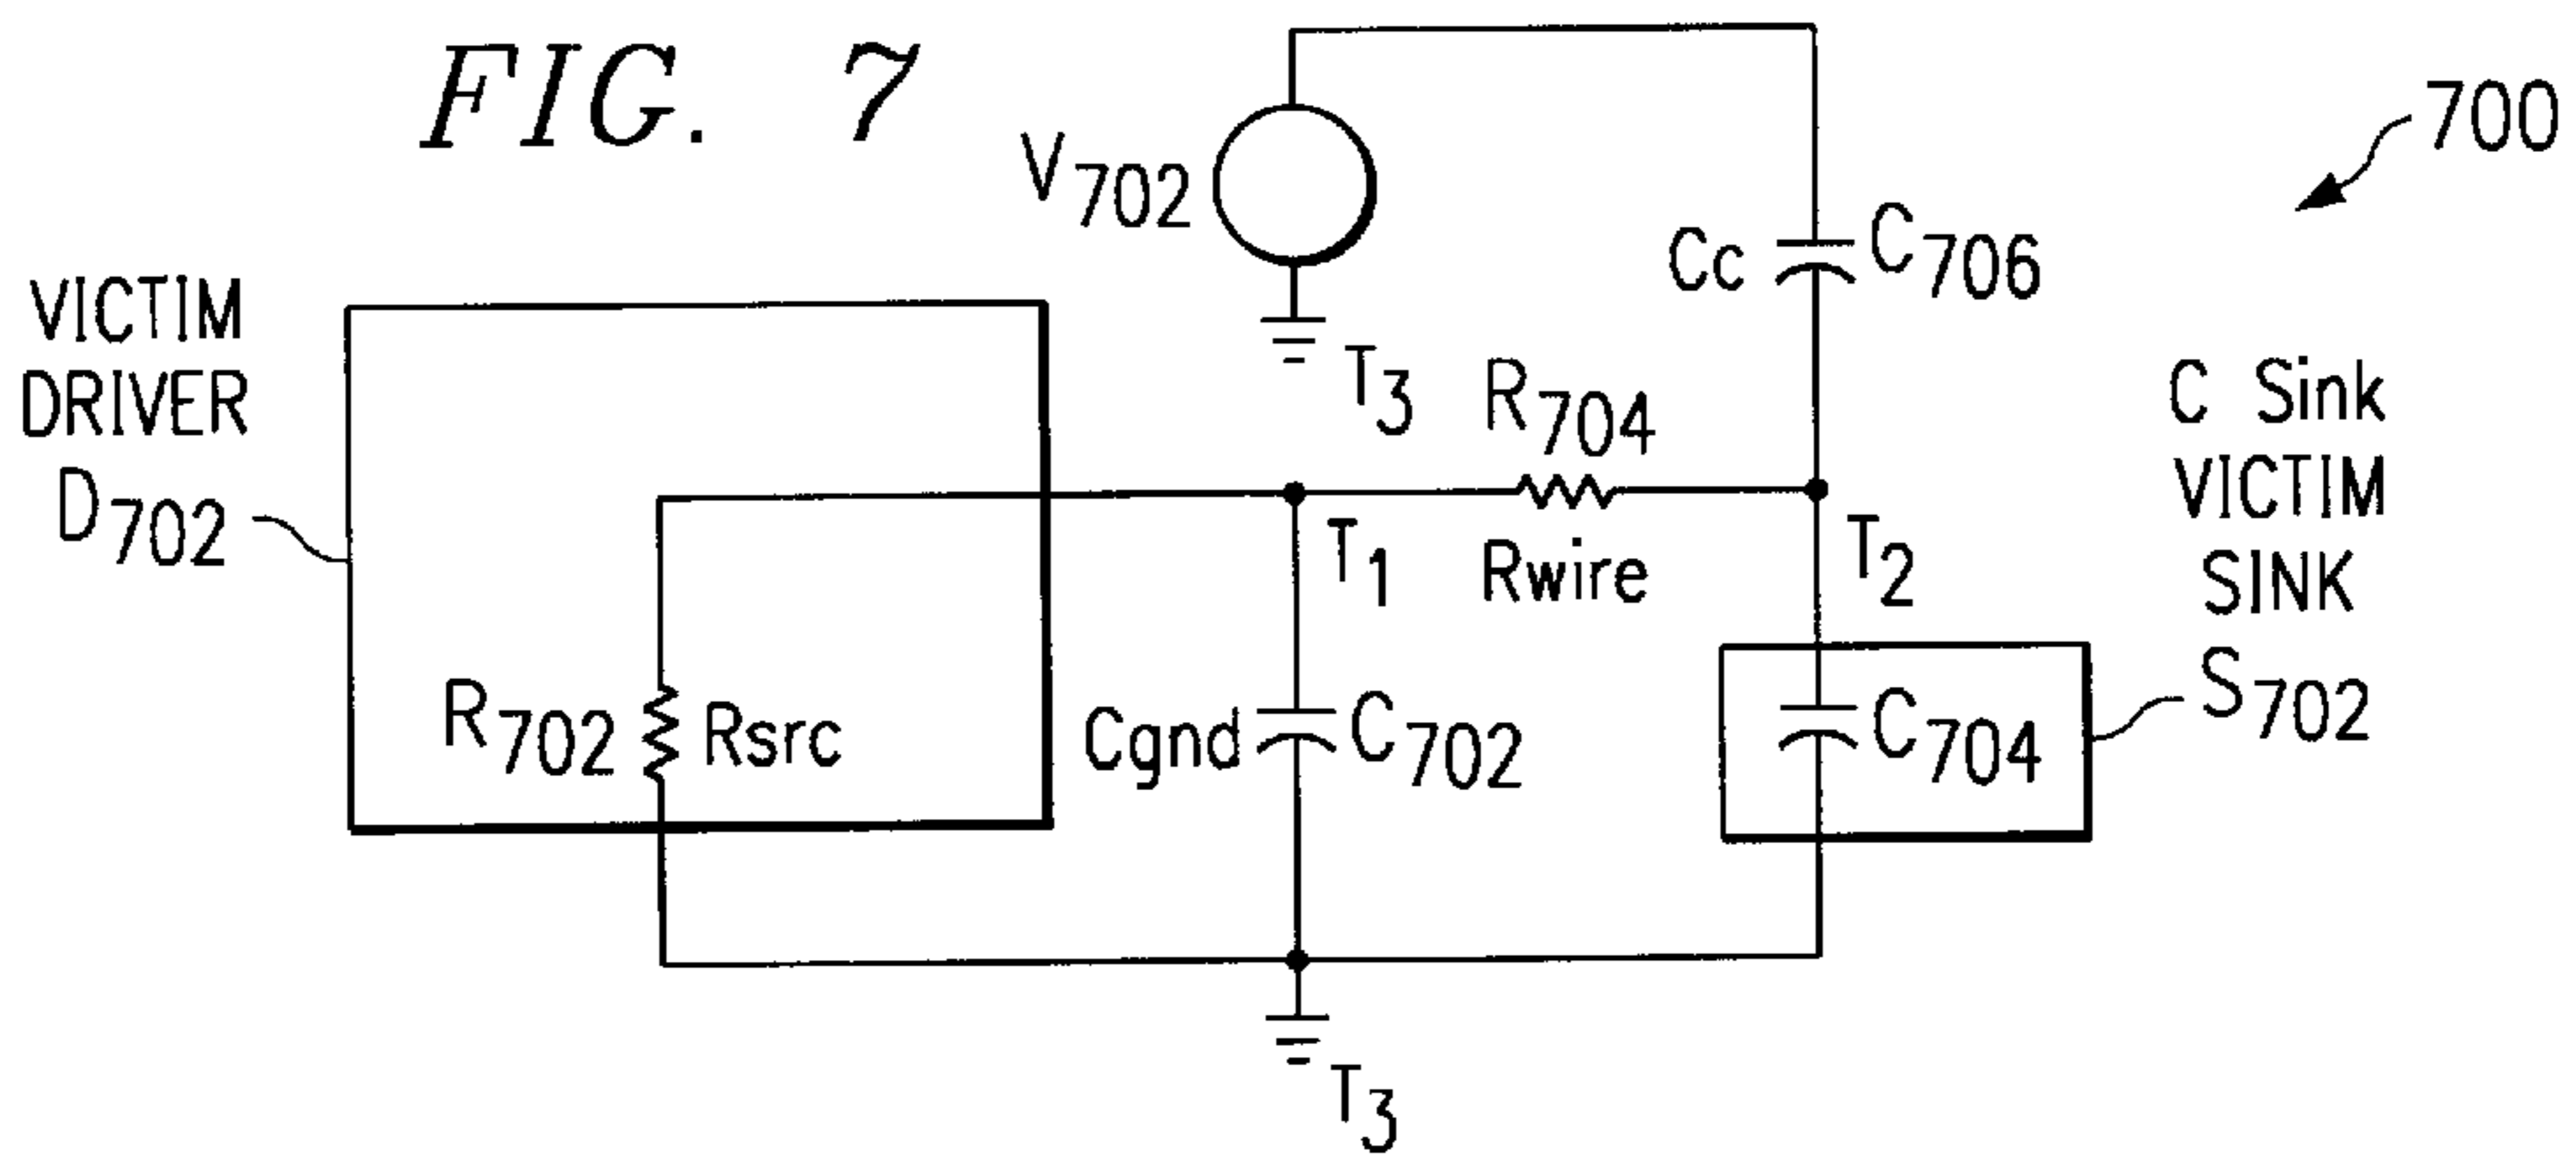 FIG. 7
700
V702
Cc C706
T3
VICTIM
DRIVER
D702
R704
Rwire
T1
T2
C Sink
VICTIM
SINK
S702
R702 Rsrc
Cgnd C702
C704
T3